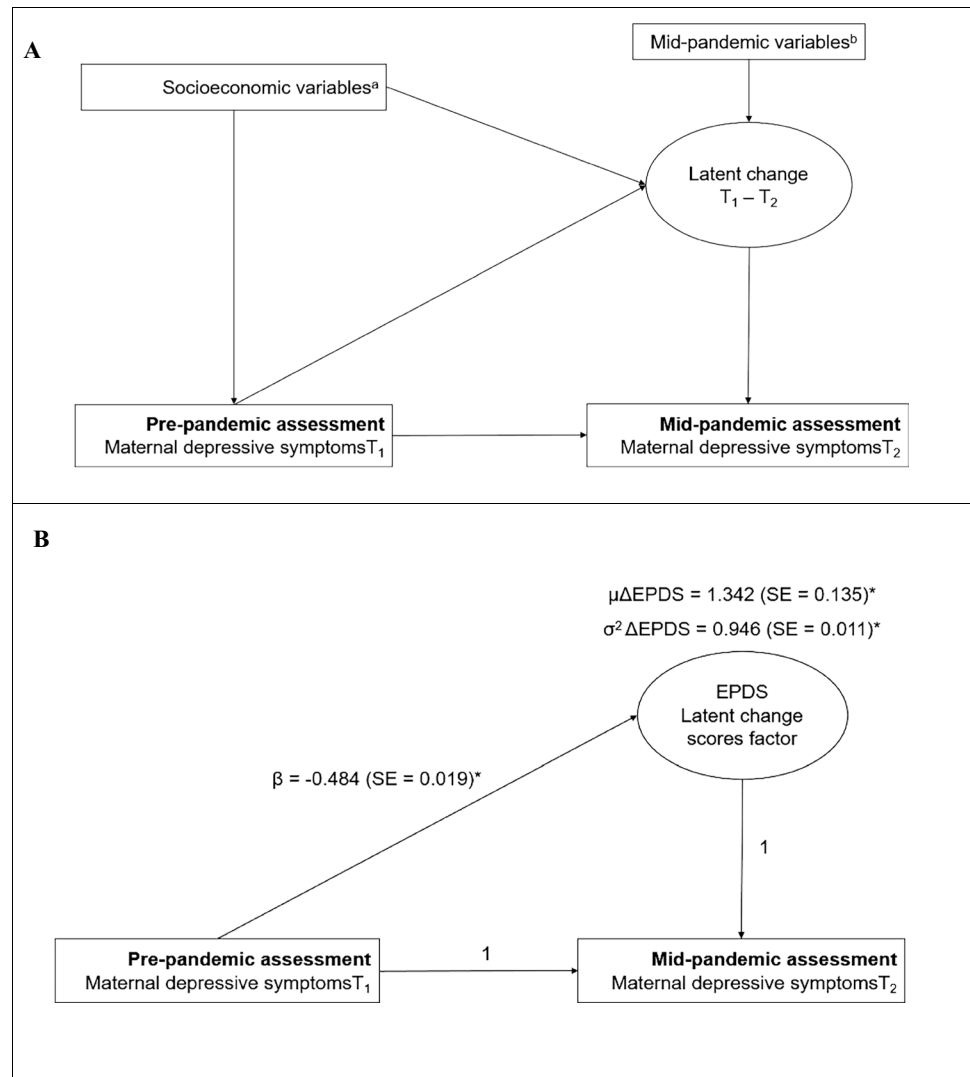 A
Mid-pandemic variablesᵇ
Socioeconomic variablesᵃ
Latent change
T₁ – T₂
Pre-pandemic assessment
Maternal depressive symptomsT₁
Mid-pandemic assessment
Maternal depressive symptomsT₂
B
μΔEPDS = 1.342 (SE = 0.135)*
σ² ΔEPDS = 0.946 (SE = 0.011)*
EPDS
Latent change
scores factor
β = -0.484 (SE = 0.019)*
1
1
Pre-pandemic assessment
Maternal depressive symptomsT₁
Mid-pandemic assessment
Maternal depressive symptomsT₂